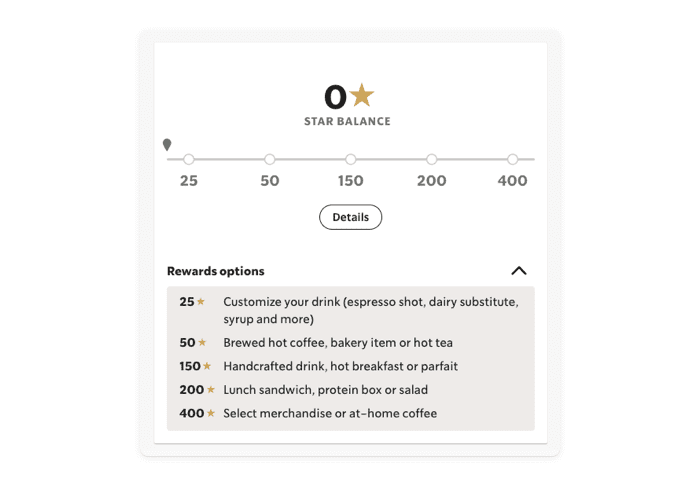 0★
STAR BALANCE
25 50 150 200 400
Details
Rewards options
25★ Customize your drink (espresso shot, dairy substitute,
syrup and more)
50★ Brewed hot coffee, bakery item or hot tea
150★ Handcrafted drink, hot breakfast or parfait
200★ Lunch sandwich, protein box or salad
400★ Select merchandise or at-home coffee